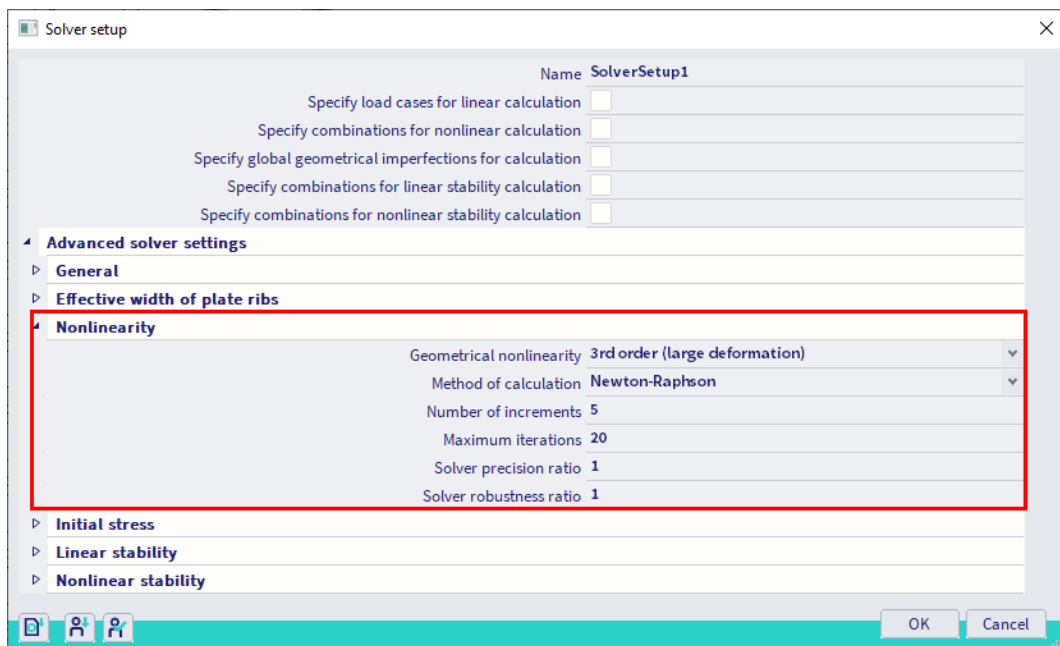 Solver setup
Name SolverSetup1
Specify load cases for linear calculation
Specify combinations for nonlinear calculation
Specify global geometrical imperfections for calculation
Specify combinations for linear stability calculation
Specify combinations for nonlinear stability calculation
Advanced solver settings
General
Effective width of plate ribs
Nonlinearity
Geometrical nonlinearity 3rd order (large deformation)
Method of calculation Newton-Raphson
Number of increments 5
Maximum iterations 20
Solver precision ratio 1
Solver robustness ratio 1
Initial stress
Linear stability
Nonlinear stability
OK Cancel